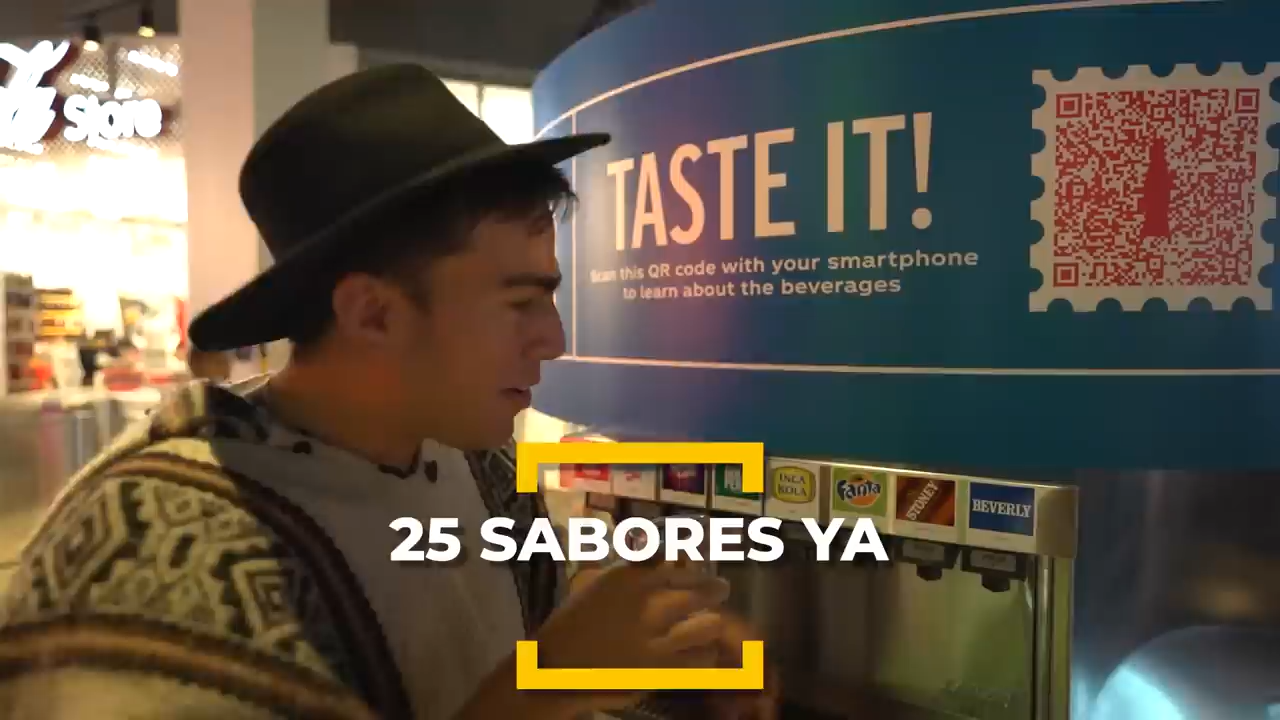 Store
TASTE IT!
Scan this QR code with your smartphone
to learn about the beverages
INCA
KOLA
Fanta
STONEY
BEVERLY
25 SABORES YA